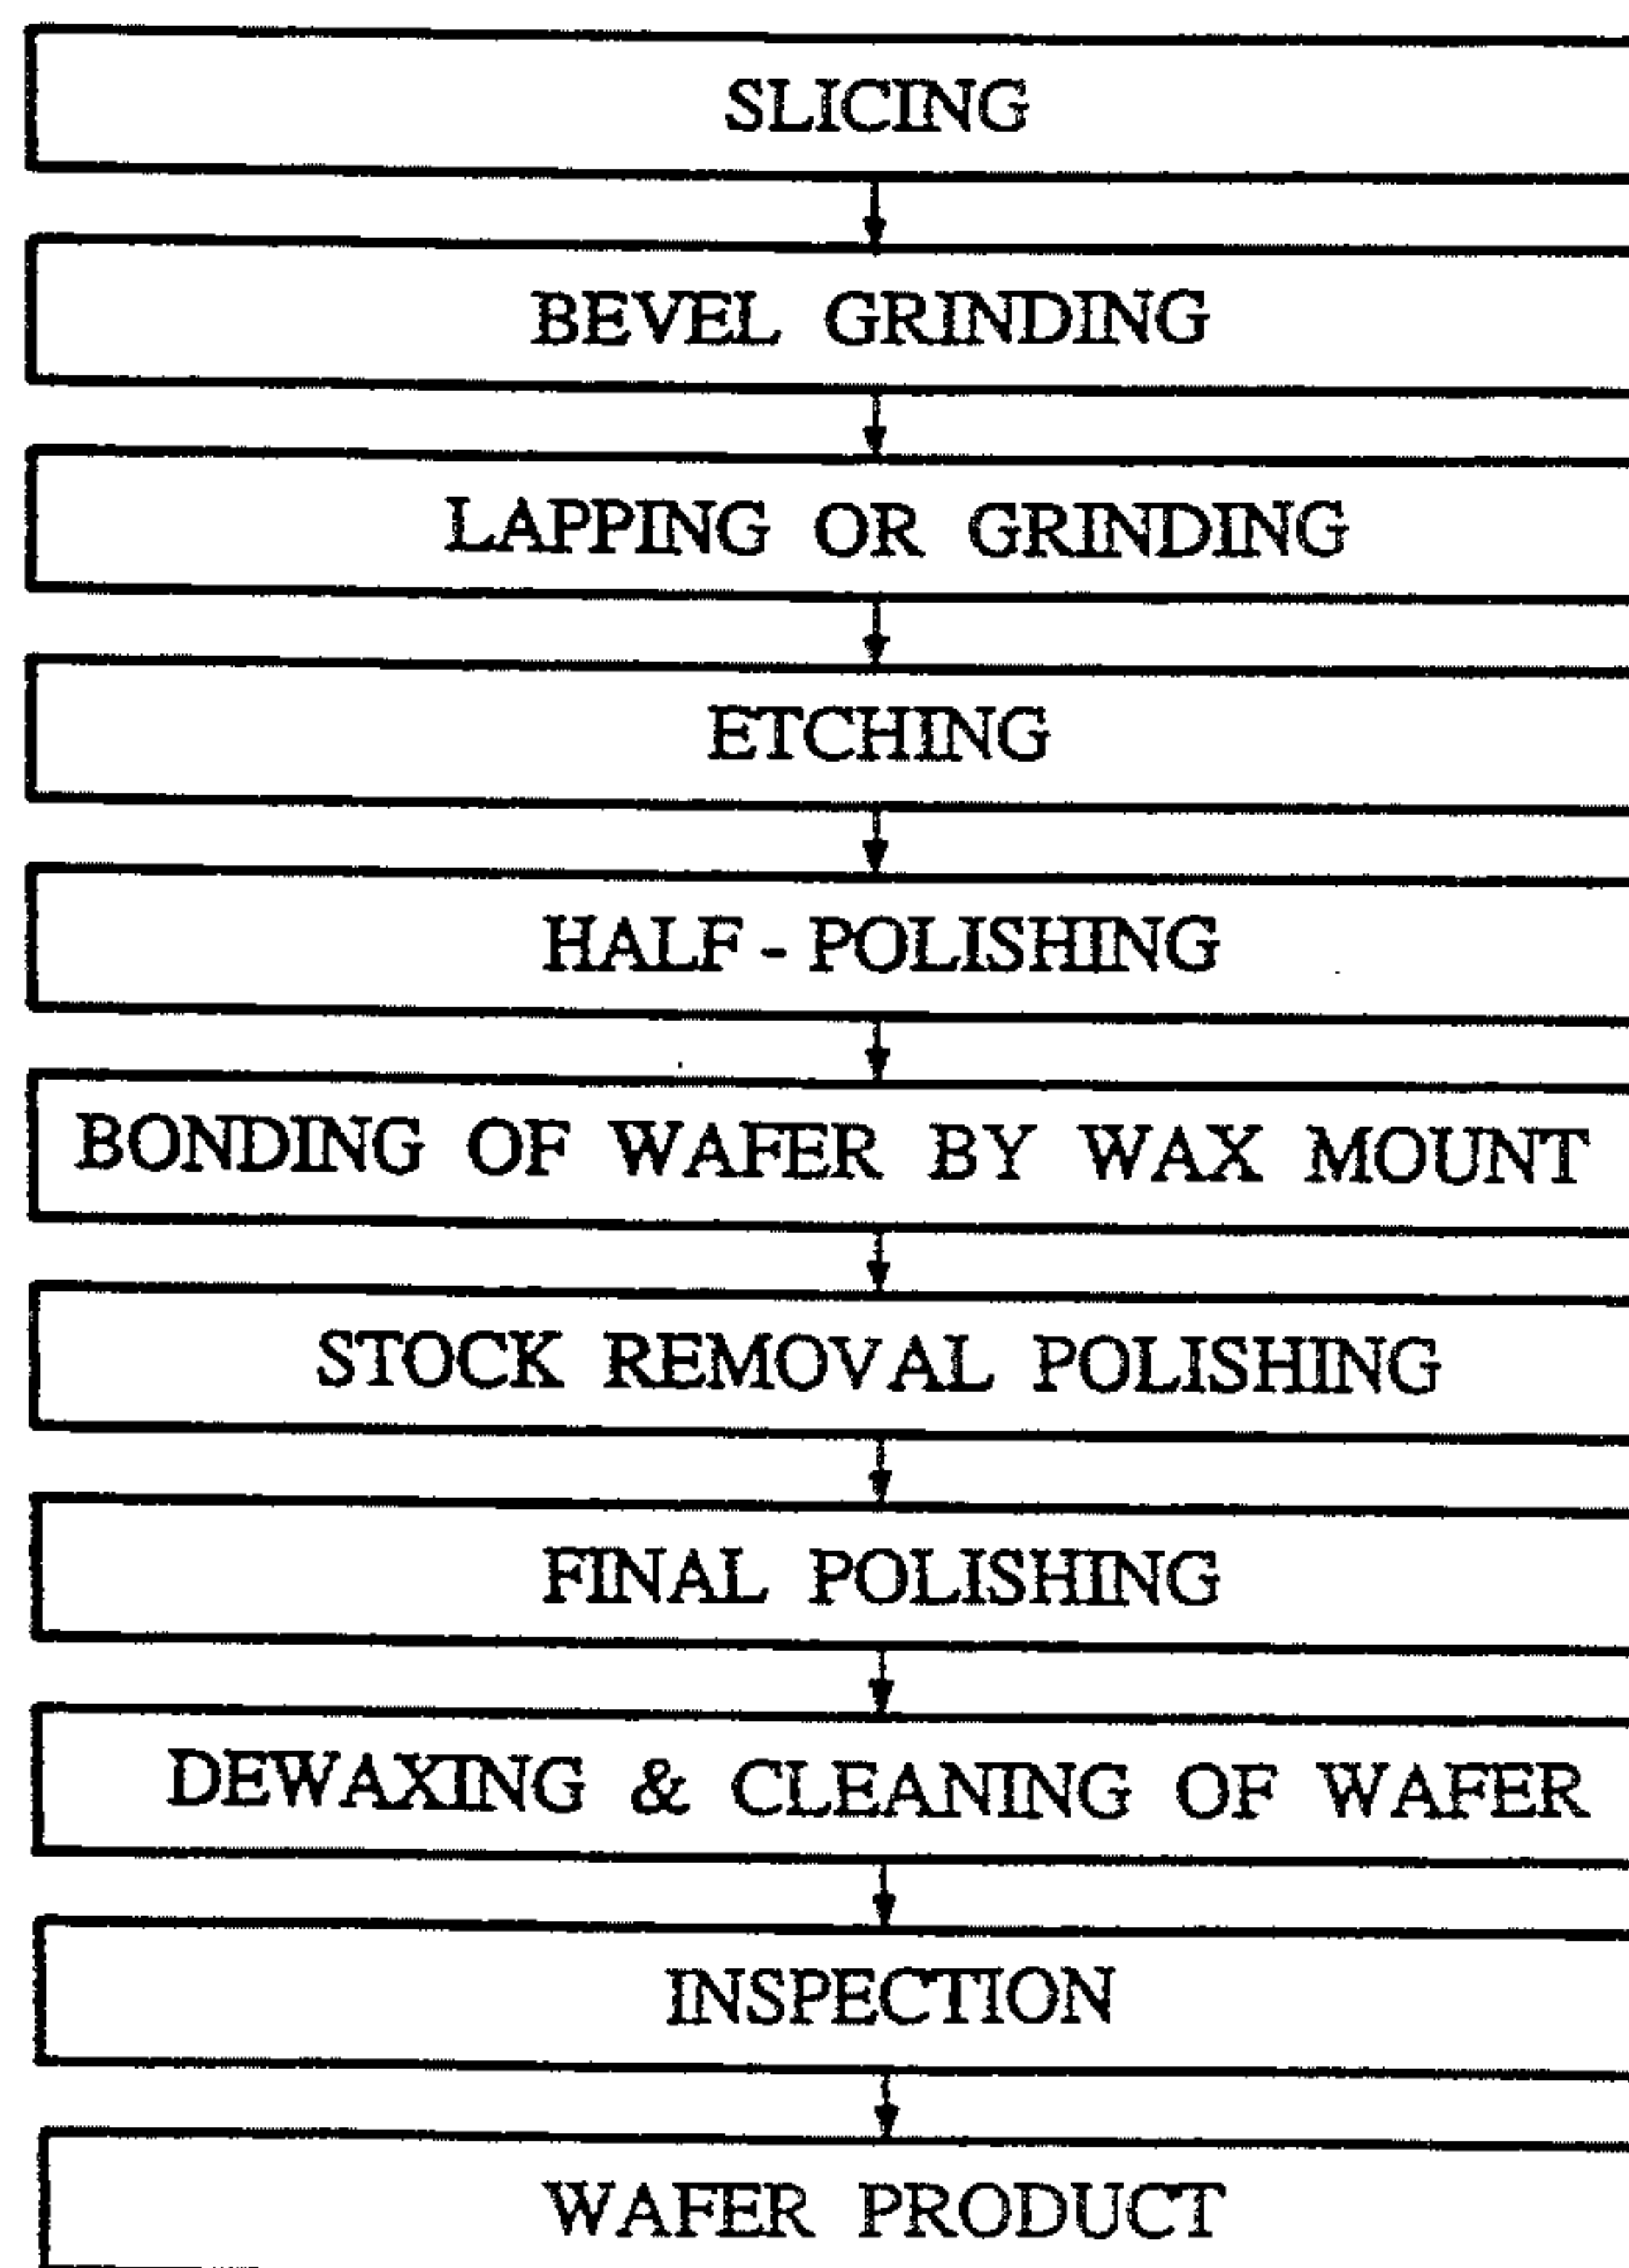 SLICING
BEVEL GRINDING
LAPPING OR GRINDING
ETCHING
HALF - POLISHING
BONDING OF WAFER BY WAX MOUNT
STOCK REMOVAL POLISHING
FINAL POLISHING
DEWAXING & CLEANING OF WAFER
INSPECTION
WAFER PRODUCT